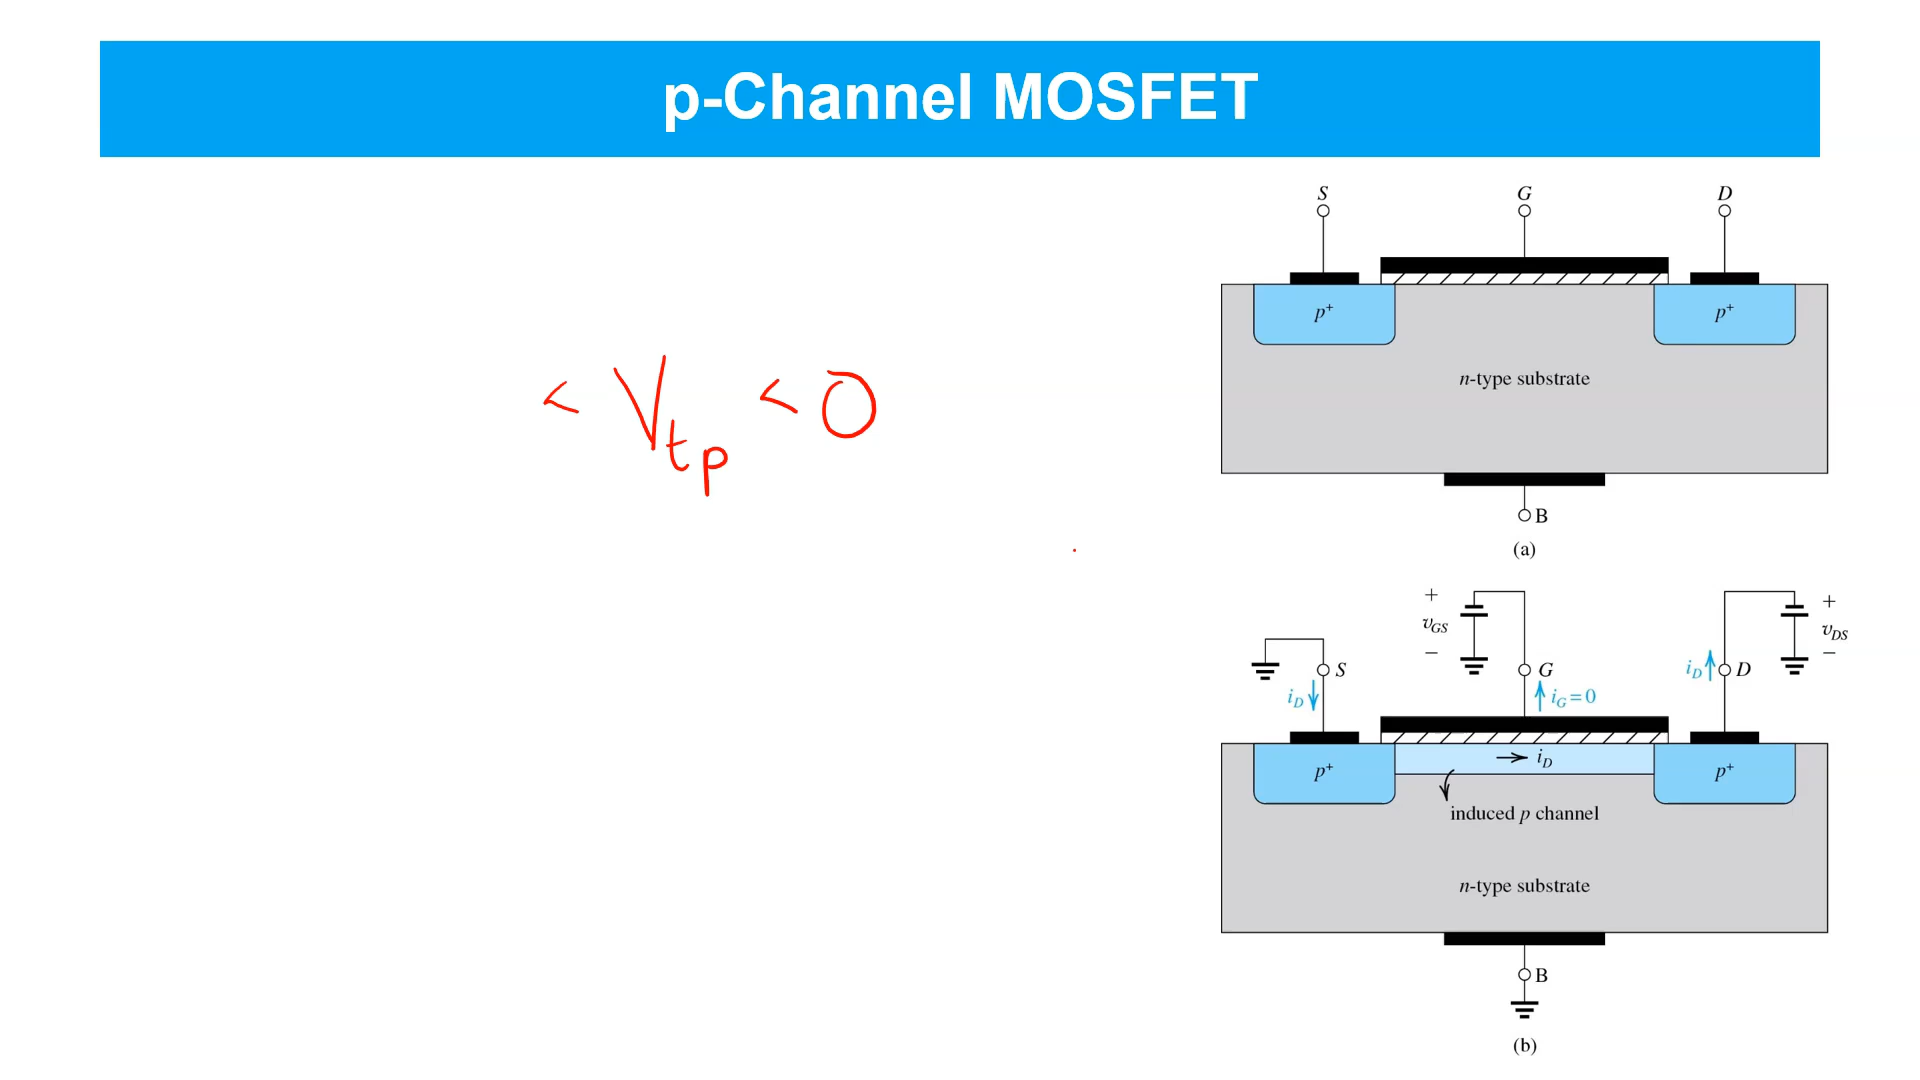 p-Channel MOSFET
S G D
p+ p+
n-type substrate
< Vtp < 0
B
(a)
+ vGS − + vDS −
S G iD D
iD iG = 0
iD
p+ p+
induced p channel
n-type substrate
B
(b)